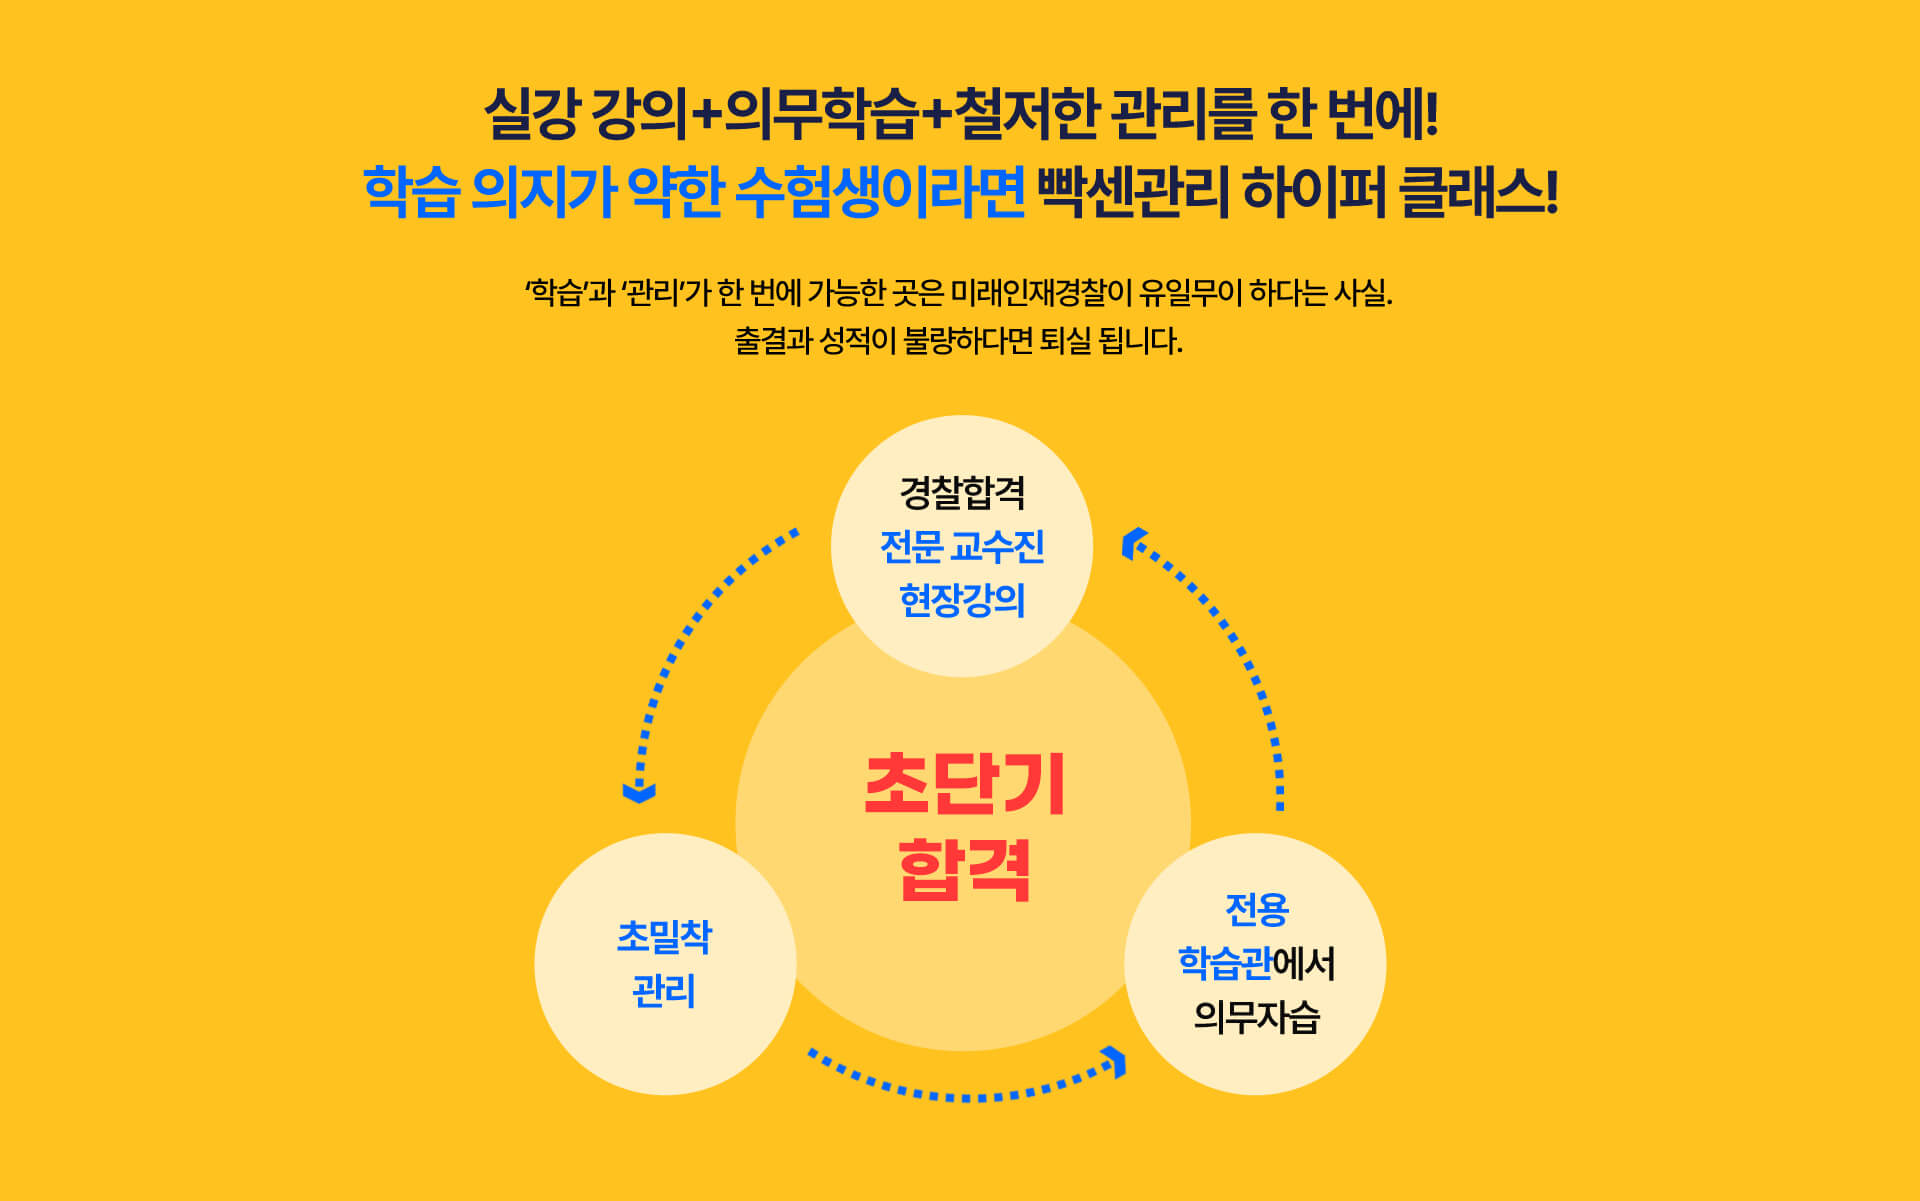 실강 강의+의무학습+철저한 관리를 한 번에!
학습 의지가 약한 수험생이라면 빡센관리 하이퍼 클래스!
‘학습’과 ‘관리’가 한 번에 가능한 곳은 미래인재경찰이 유일무이 하다는 사실.
출결과 성적이 불량하다면 퇴실 됩니다.
경찰합격
전문 교수진
현장강의
초단기
합격
초밀착
관리
전용
학습관에서
의무자습